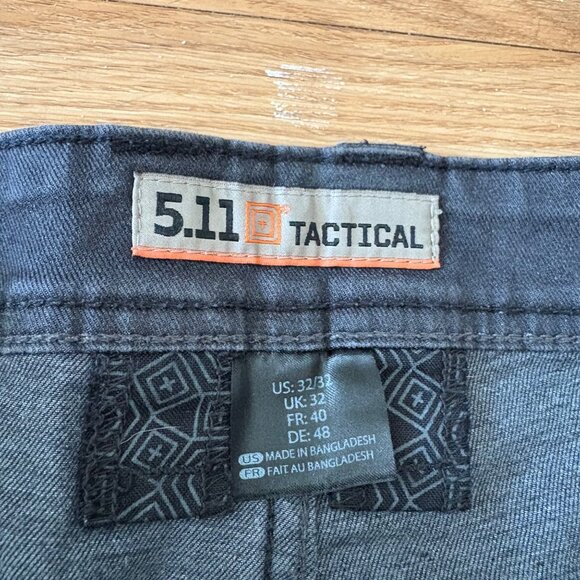 5.11 TACTICAL
US: 32/32
UK: 32
FR: 40
DE: 48
US MADE IN BANGLADESH
FR FAIT AU BANGLADESH